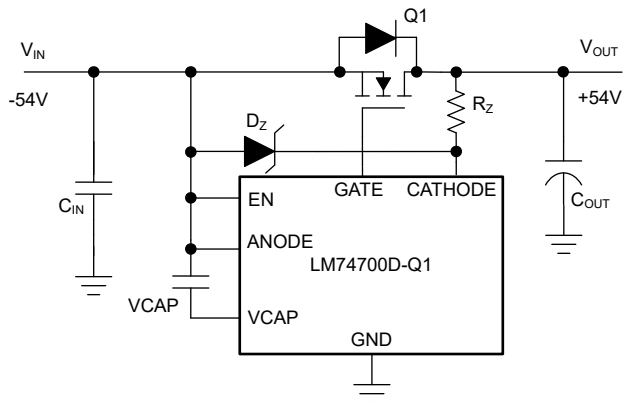 Q1
VIN
VOUT
-54V
+54V
DZ
RZ
GATE
CATHODE
CIN
EN
COUT
ANODE
LM74700D-Q1
VCAP
VCAP
GND